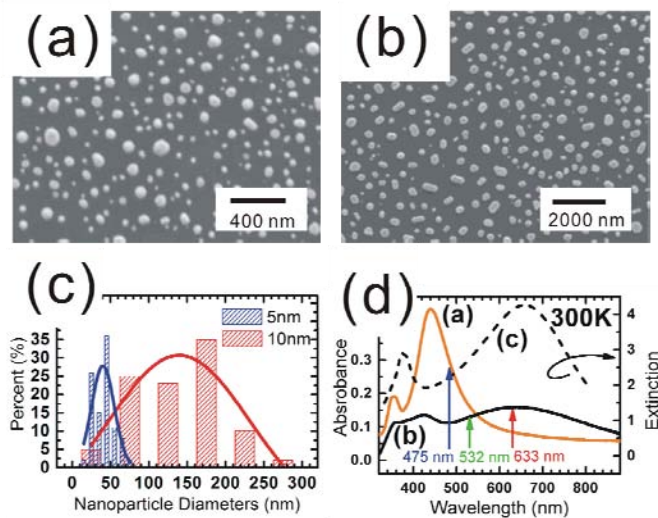 (a)
400 nm
(b)
2000 nm
(c)
5nm
10nm
Percent (%)
35
30
25
20
15
10
5
0 50 100 150 200 250 300
Nanoparticle Diameters (nm)
(d)
300K
(a)
(c)
(b)
475 nm 532 nm 633 nm
Absrobance
0.3
0.2
0.1
0.0
4
3
2
1
0
Extinction
400 500 600 700 800
Wavelength (nm)